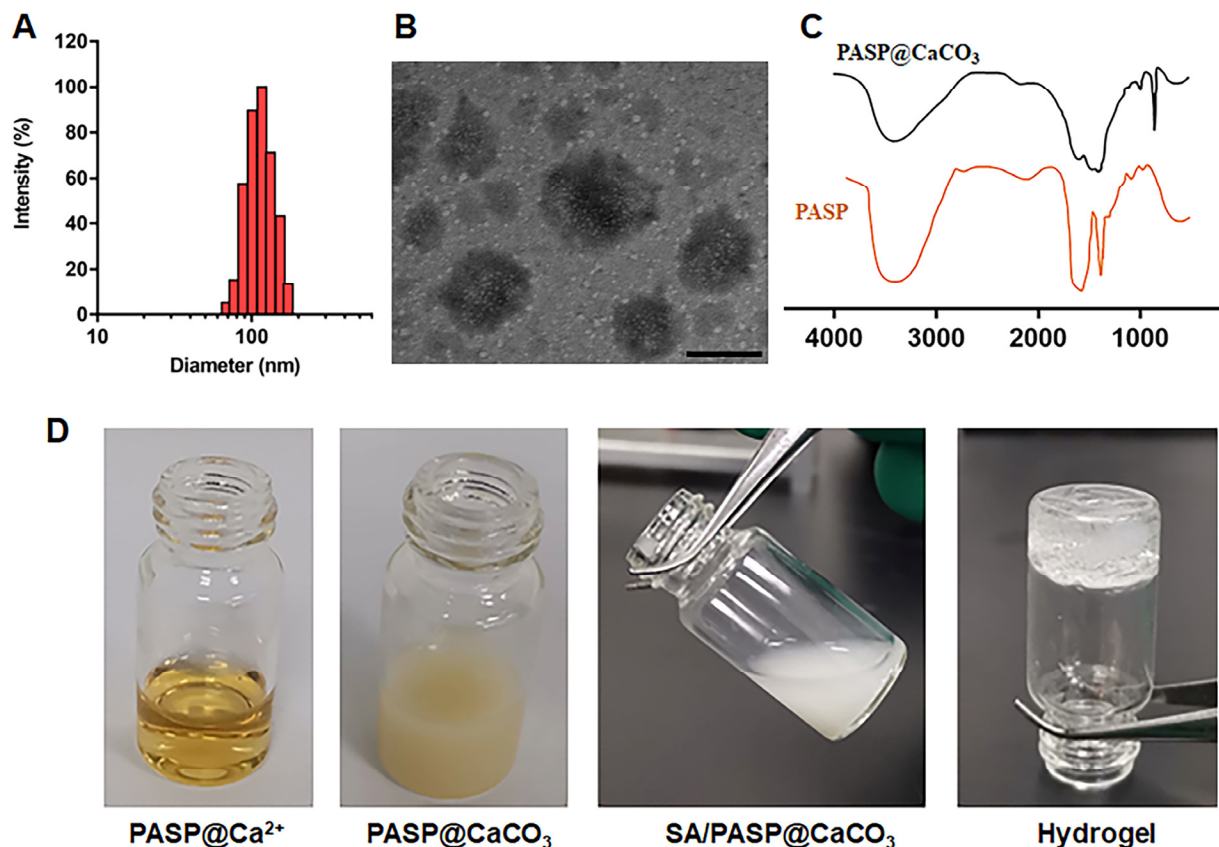 A
120
100
80
60
40
20
0
Intensity (%)
10
100
Diameter (nm)
B
C
PASP@CaCO₃
PASP
4000
3000
2000
1000
D
PASP@Ca²⁺
PASP@CaCO₃
SA/PASP@CaCO₃
Hydrogel